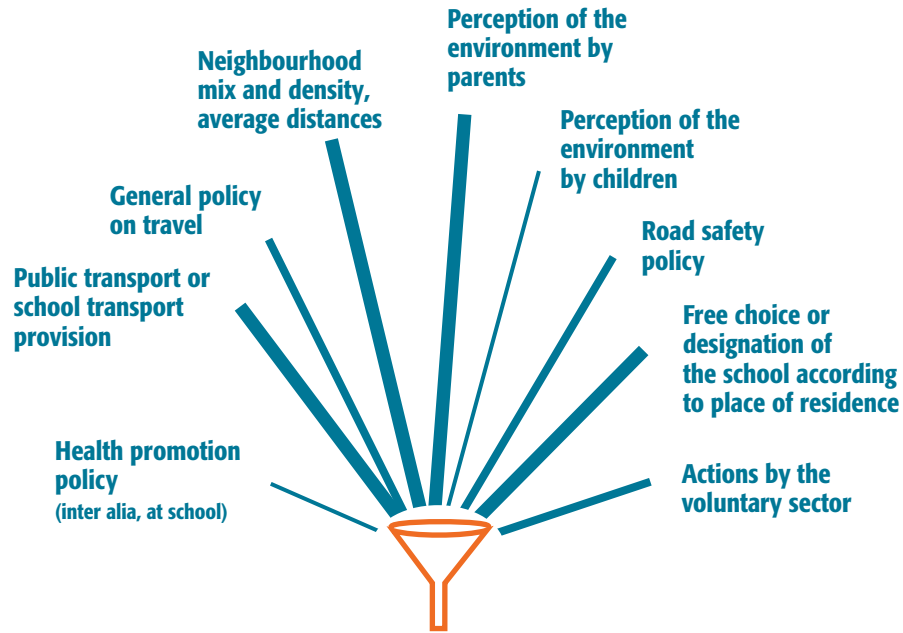 Perception of the
environment by
parents
Neighbourhood
mix and density,
average distances
Perception of the
environment
by children
General policy
on travel
Road safety
policy
Public transport or
school transport
provision
Free choice or
designation of
the school according
to place of residence
Health promotion
policy
(inter alia, at school)
Actions by the
voluntary sector